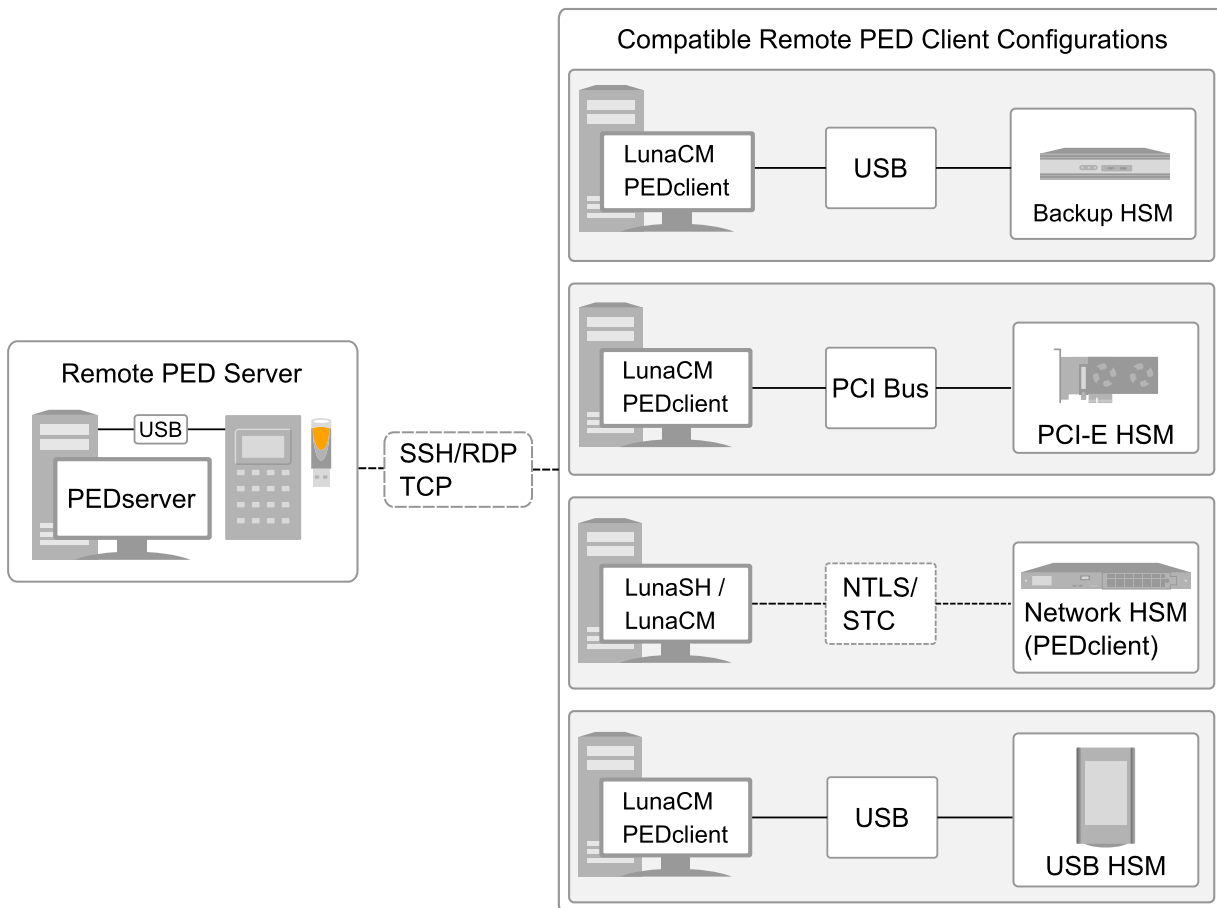 Compatible Remote PED Client Configurations
LunaCM
PEDclient
USB
Backup HSM
LunaCM
PEDclient
PCI Bus
PCI-E HSM
Remote PED Server
USB
PEDserver
SSH/RDP
TCP
LunaSH /
LunaCM
NTLS/
STC
Network HSM
(PEDclient)
LunaCM
PEDclient
USB
USB HSM